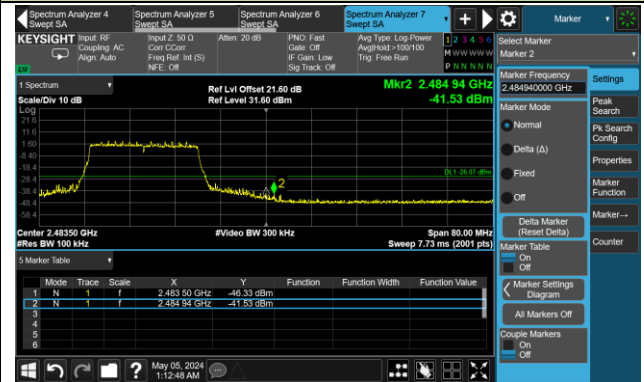 Spectrum Analyzer 4
Swept SA
Spectrum Analyzer 5
Swept SA
Spectrum Analyzer 6
Swept SA
Spectrum Analyzer 7
Swept SA
Marker
KEYSIGHT
Input: RF
Coupling: AC
Align: Auto
Input Z: 50 Ω
Corr CCorr
Freq Ref: Int (S)
NFE: Off
Atten: 20 dB
PNO: Fast
Gate: Off
IF Gain: Low
Sig Track: Off
Avg Type: Log-Power
Avg|Hold >100/100
Trig: Free Run
1 2 3 4 5 6
M W W W W W
P N N N N N
Select Marker
Marker 2
1 Spectrum
Scale/Div 10 dB
Log
Ref Lvl Offset 21.60 dB
Ref Level 31.60 dBm
Mkr2 2.484 94 GHz
-41.53 dBm
21.6
11.6
1.60
-8.40
-18.4
-28.4
-38.4
-48.4
-58.4
DL1 -26.07 dBm
2
Center 2.48350 GHz
#Res BW 100 kHz
#Video BW 300 kHz
Span 80.00 MHz
Sweep 7.73 ms (2001 pts)
5 Marker Table
Mode Trace Scale X Y Function Function Width Function Value
1 N 1 f 2.483 50 GHz -46.33 dBm
2 N 1 f 2.484 94 GHz -41.53 dBm
3
4
5
6
Marker Frequency
2.484940000 GHz
Marker Mode
Normal
Delta (Δ)
Fixed
Off
Delta Marker
(Reset Delta)
Marker Table
On
Off
Marker Settings
Diagram
All Markers Off
Couple Markers
On
Off
Settings
Peak
Search
Pk Search
Config
Properties
Marker
Function
Marker→
Counter
May 05, 2024
1:12:48 AM